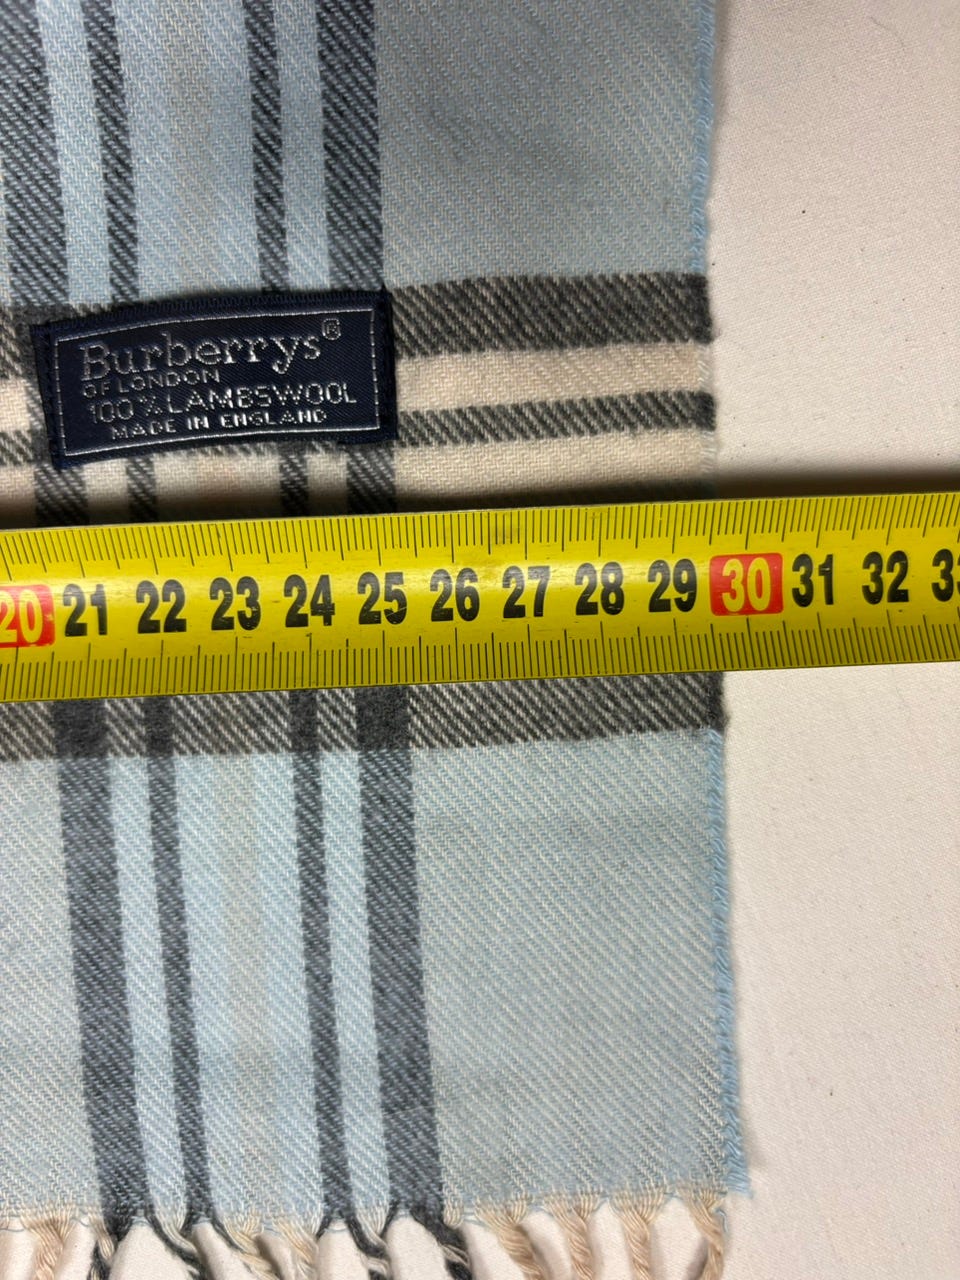 Burberrys®
OF LONDON
100% LAMBSWOOL
MADE IN ENGLAND
20 21 22 23 24 25 26 27 28 29 30 31 32 33